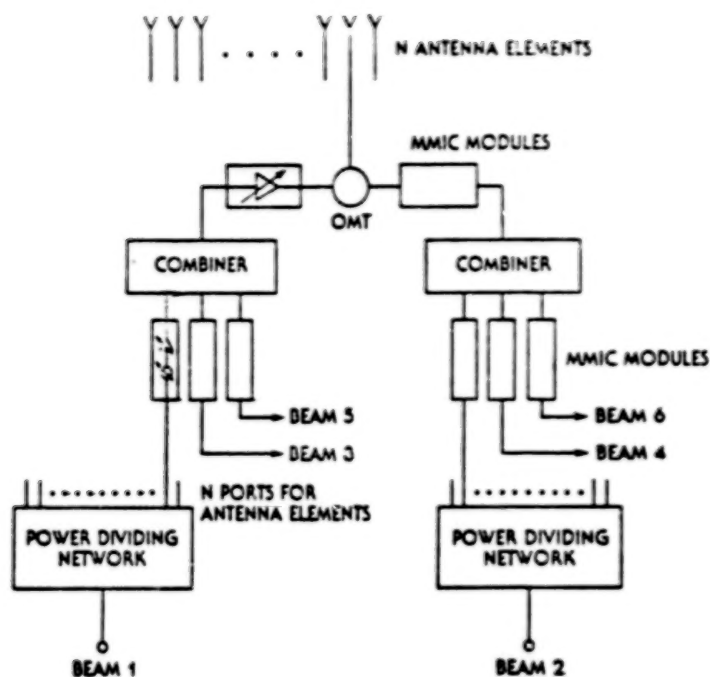 N ANTENNA ELEMENTS
MMIC MODULES
OMT
COMBINER
COMBINER
MMIC MODULES
BEAM 5
BEAM 6
BEAM 3
BEAM 4
N PORTS FOR
ANTENNA ELEMENTS
POWER DIVIDING
NETWORK
POWER DIVIDING
NETWORK
BEAM 1
BEAM 2